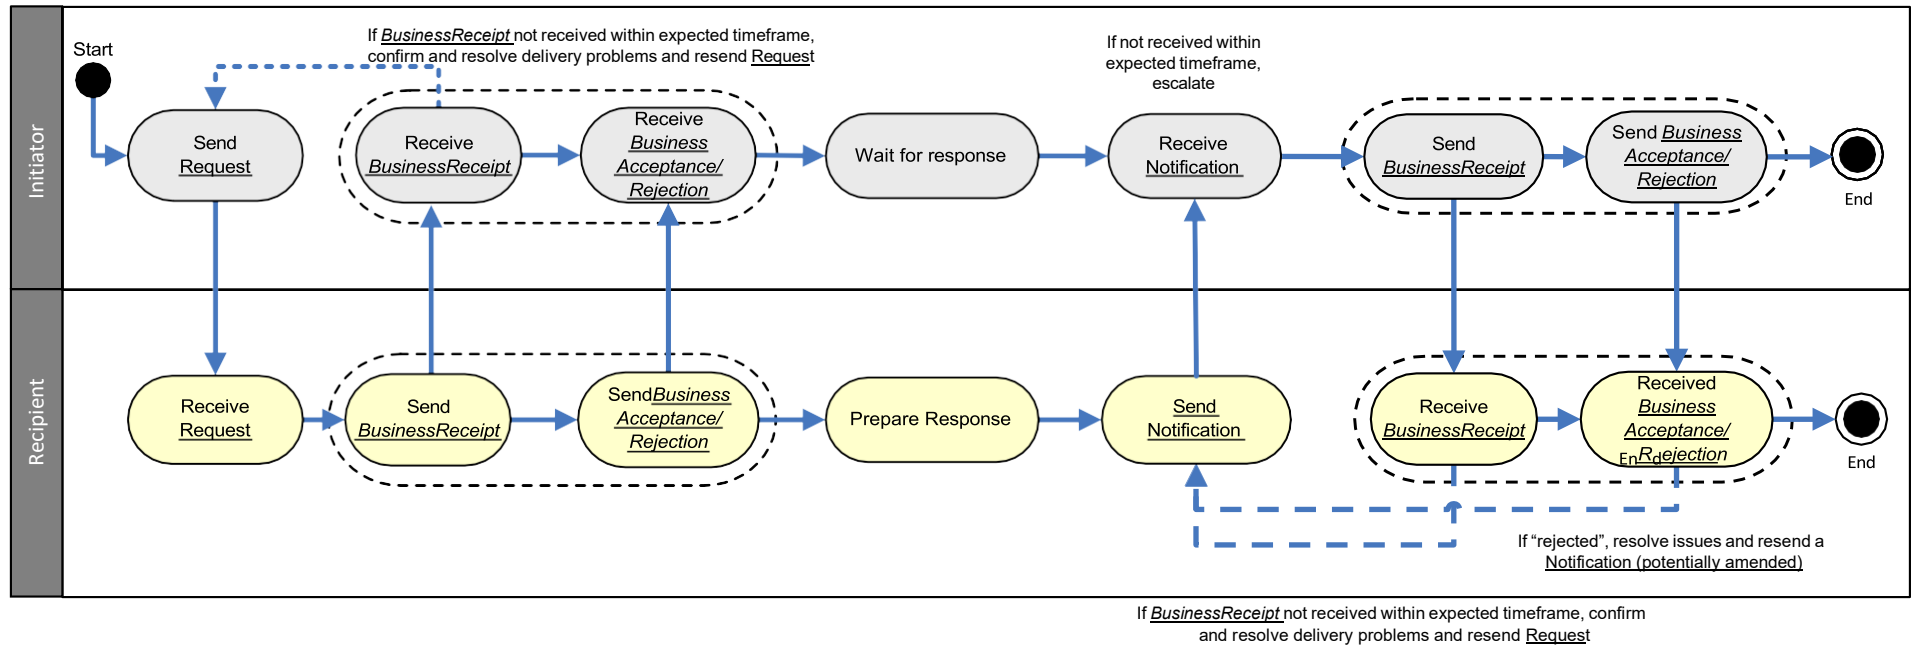 Initiator
Start
If BusinessReceipt not received within expected timeframe,
confirm and resolve delivery problems and resend Request
If not received within
expected timeframe,
escalate
Send
Request
Receive
BusinessReceipt
Receive
Business
Acceptance/
Rejection
Wait for response
Receive
Notification
Send
BusinessReceipt
Send Business
Acceptance/
Rejection
End
Recipient
Receive
Request
Send
BusinessReceipt
SendBusiness
Acceptance/
Rejection
Prepare Response
Send
Notification
Receive
BusinessReceipt
Received
Business
Acceptance/
Rejection
End
End
If “rejected”, resolve issues and resend a
Notification (potentially amended)
If BusinessReceipt not received within expected timeframe, confirm
and resolve delivery problems and resend Request